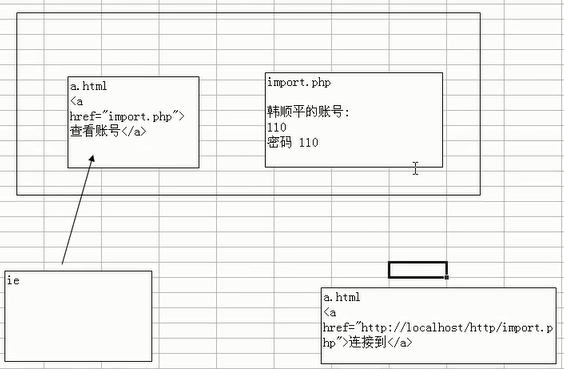 a.html
<a
href="import.php">
查看账号</a>
import.php
韩顺平的账号:
110
密码 110
ie
a.html
<a
href="http://localhost/http/import.p
hp">连接到</a>